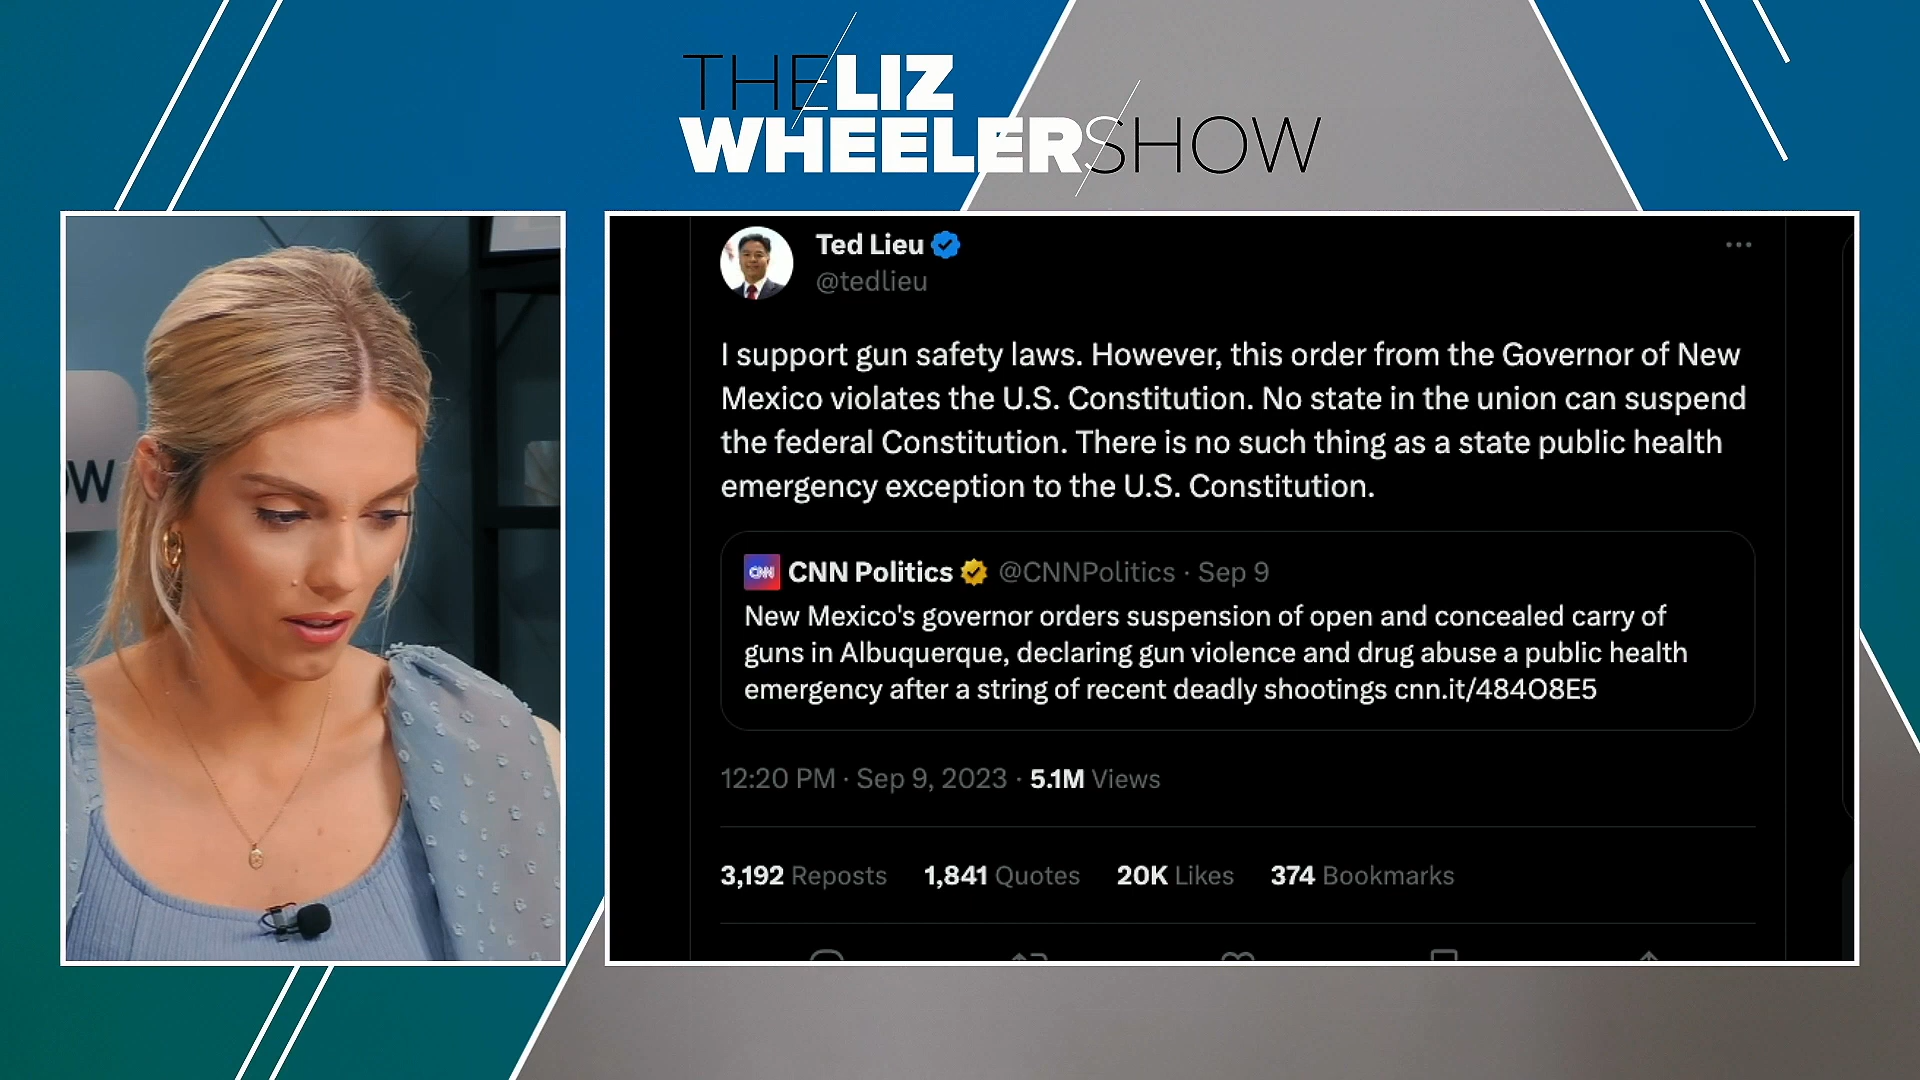 THE LIZ
WHEELER SHOW
W
Ted Lieu
@tedlieu
I support gun safety laws. However, this order from the Governor of New
Mexico violates the U.S. Constitution. No state in the union can suspend
the federal Constitution. There is no such thing as a state public health
emergency exception to the U.S. Constitution.
CNN
CNN Politics @CNNPolitics · Sep 9
New Mexico's governor orders suspension of open and concealed carry of
guns in Albuquerque, declaring gun violence and drug abuse a public health
emergency after a string of recent deadly shootings cnn.it/484O8E5
12:20 PM · Sep 9, 2023 · 5.1M Views
3,192 Reposts 1,841 Quotes 20K Likes 374 Bookmarks